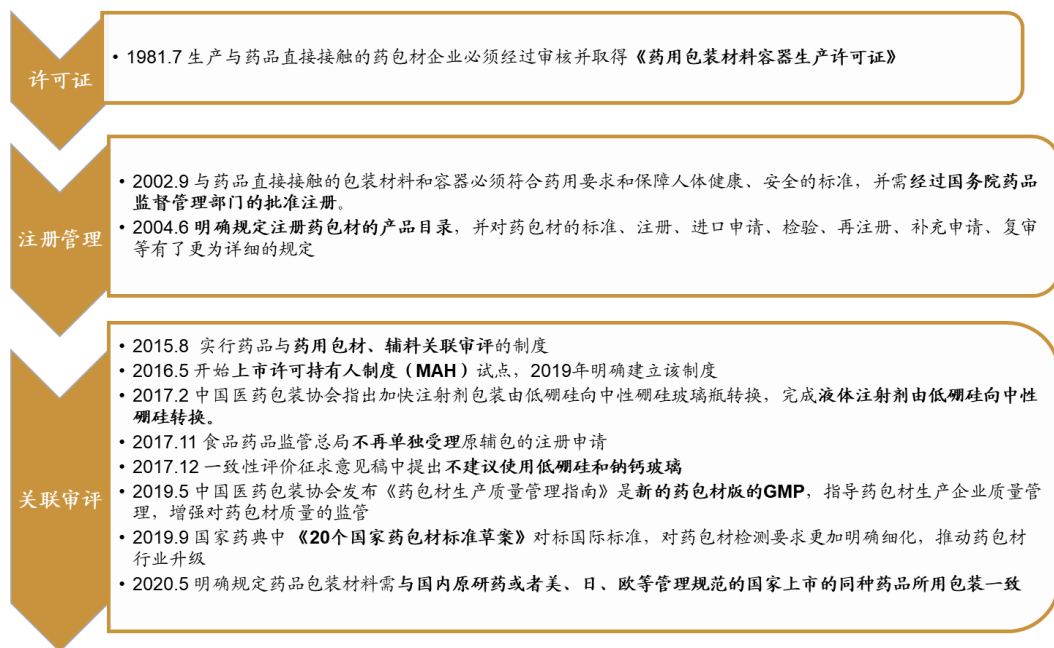 许可证
• 1981.7 生产与药品直接接触的药包材企业必须经过审核并取得《药用包装材料容器生产许可证》
注册管理
• 2002.9 与药品直接接触的包装材料和容器必须符合药用要求和保障人体健康、安全的标准，并需经过国务院药品
监督管理部门的批准注册。
• 2004.6 明确规定注册药包材的产品目录，并对药包材的标准、注册、进口申请、检验、再注册、补充申请、复审
等有了更为详细的规定
关联审评
• 2015.8 实行药品与药用包材、辅料关联审评的制度
• 2016.5 开始上市许可持有人制度（MAH）试点，2019年明确建立该制度
• 2017.2 中国医药包装协会指出加快注射剂包装由低硼硅向中性硼硅玻璃瓶转换，完成液体注射剂由低硼硅向中性
硼硅转换。
• 2017.11 食品药品监管总局不再单独受理原辅包的注册申请
• 2017.12 一致性评价征求意见稿中提出不建议使用低硼硅和钠钙玻璃
• 2019.5 中国医药包装协会发布《药包材生产质量管理指南》是新的药包材版的GMP，指导药包材生产企业质量管
理，增强对药包材质量的监管
• 2019.9 国家药典中《20个国家药包材标准草案》对标国际标准，对药包材检测要求更加明确细化，推动药包材
行业升级
• 2020.5 明确规定药品包装材料需与国内原研药或者美、日、欧等管理规范的国家上市的同种药品所用包装一致